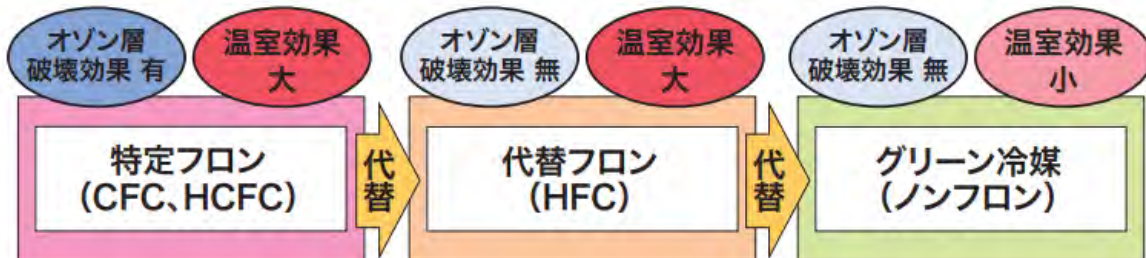 オゾン層
破壊効果 有
温室効果
大
オゾン層
破壊効果 無
温室効果
大
オゾン層
破壊効果 無
温室効果
小
特定フロン
(CFC、HCFC)
代替
代替フロン
(HFC)
代替
グリーン冷媒
(ノンフロン)